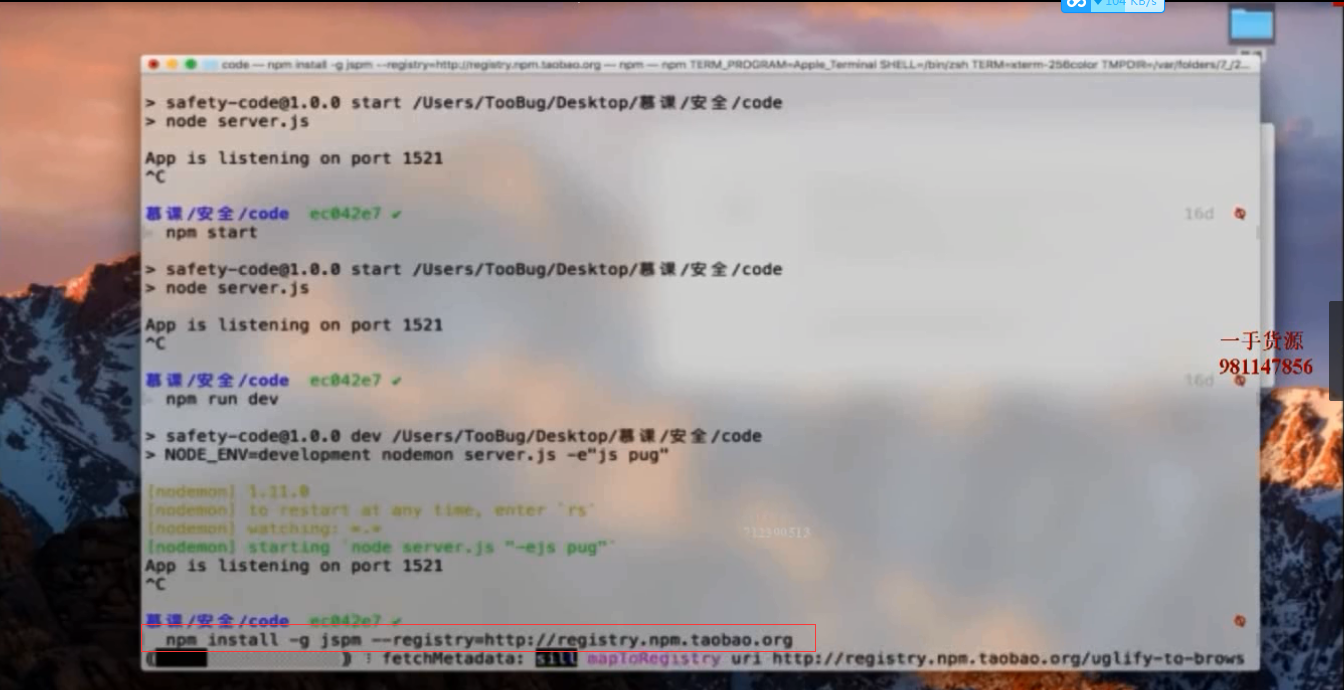 104 KB/s
code — npm install -g jspm --registry=http://registry.npm.taobao.org — npm — npm TERM_PROGRAM=Apple_Terminal SHELL=/bin/zsh TERM=xterm-256color TMPDIR=/var/folders/7_/2...
> safety-code@1.0.0 start /Users/TooBug/Desktop/慕课/安全/code
> node server.js
App is listening on port 1521
^C
慕课/安全/code ec042e7 ✔ 16d
npm start
> safety-code@1.0.0 start /Users/TooBug/Desktop/慕课/安全/code
> node server.js
App is listening on port 1521
^C
慕课/安全/code ec042e7 ✔ 16d
npm run dev
> safety-code@1.0.0 dev /Users/TooBug/Desktop/慕课/安全/code
> NODE_ENV=development nodemon server.js -e"js pug"
[nodemon] 1.11.0
[nodemon] to restart at any time, enter `rs`
[nodemon] watching: *.*
[nodemon] starting `node server.js "-ejs pug"`
App is listening on port 1521
^C
慕课/安全/code ec042e7 ✔
npm install -g jspm --registry=http://registry.npm.taobao.org
fetchMetadata: sill mapToRegistry uri http://registry.npm.taobao.org/uglify-to-brows
一手货源
981147856